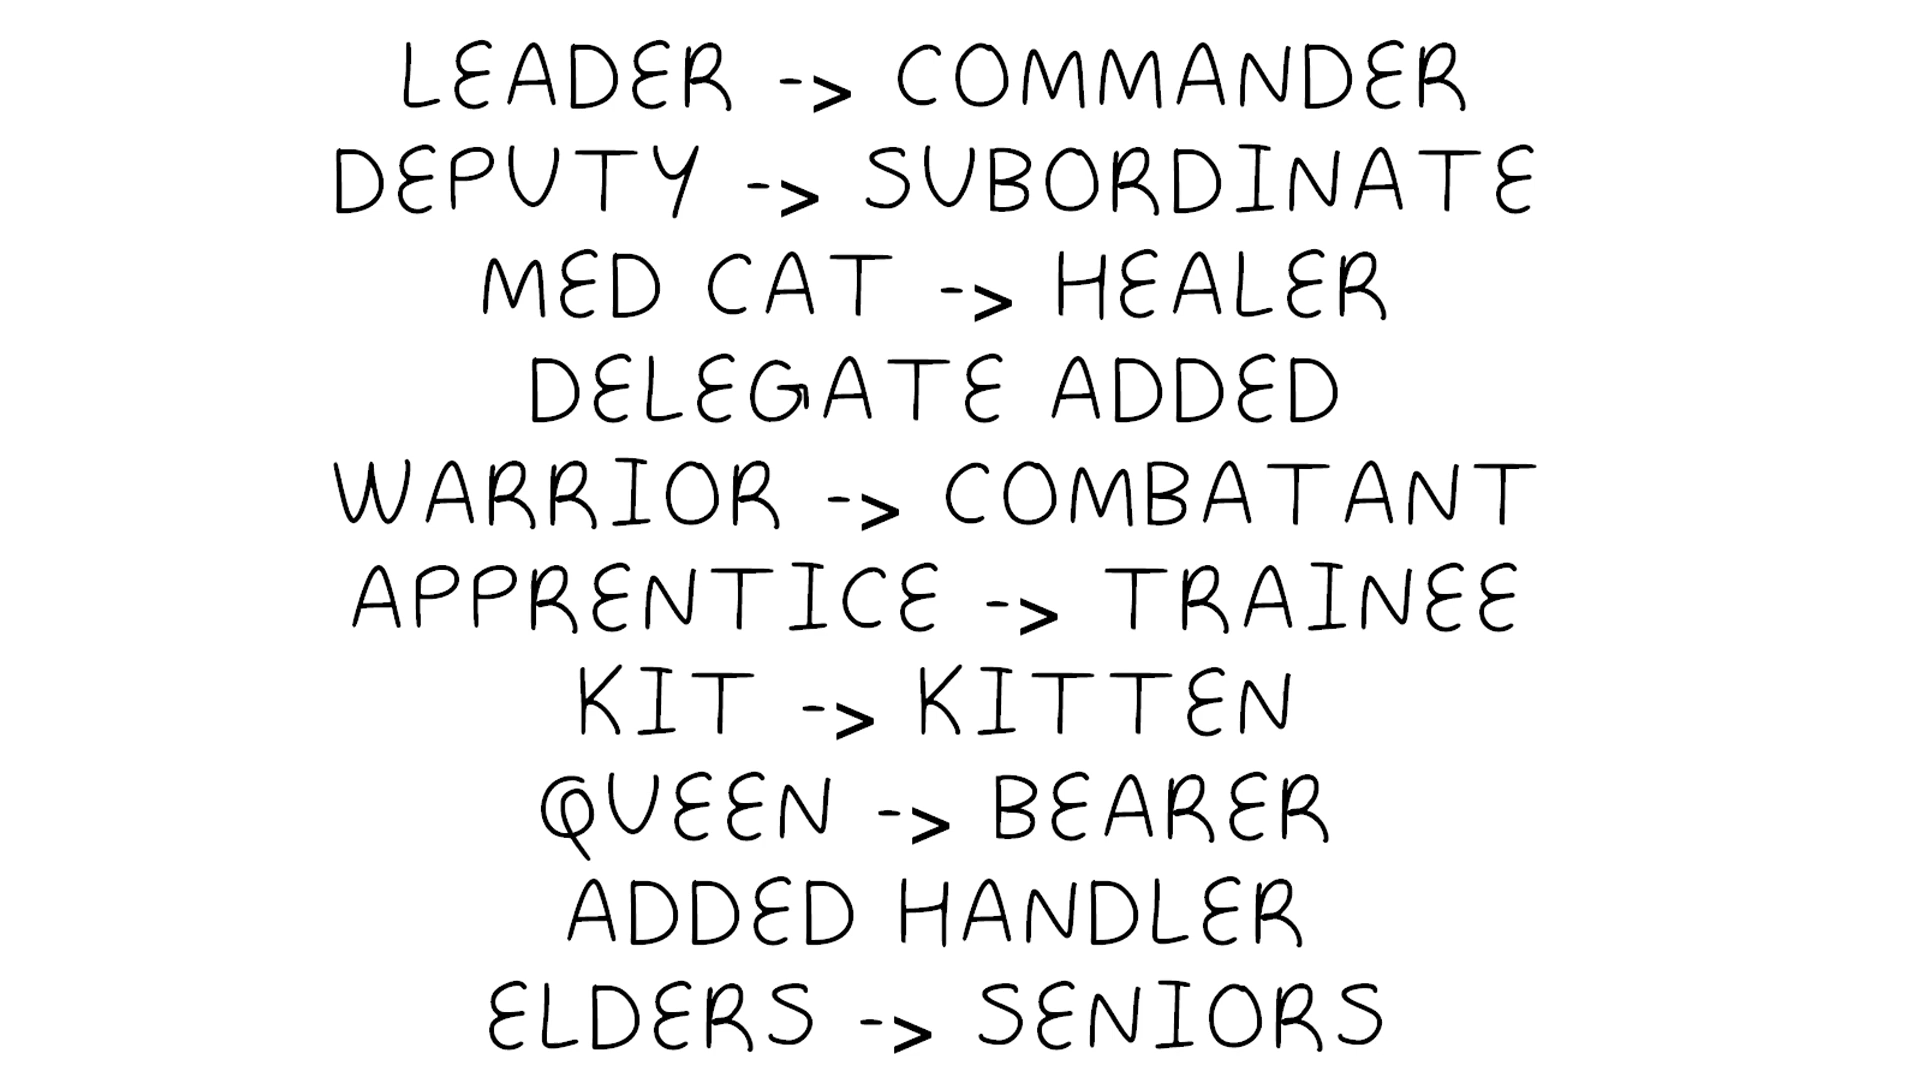 LEADER -> COMMANDER
DEPUTY -> SUBORDINATE
MED CAT -> HEALER
DELEGATE ADDED
WARRIOR -> COMBATANT
APPRENTICE -> TRAINEE
KIT -> KITTEN
QUEEN -> BEARER
ADDED HANDLER
ELDERS -> SENIORS